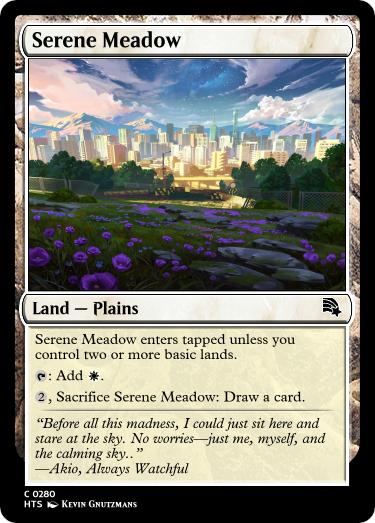 Serene Meadow
Land — Plains
Serene Meadow enters tapped unless you
control two or more basic lands.
: Add .
2, Sacrifice Serene Meadow: Draw a card.
“Before all this madness, I could just sit here and
stare at the sky. No worries—just me, myself, and
the calming sky..”
—Akio, Always Watchful
C 0280
HTS Kevin Gnutzmans